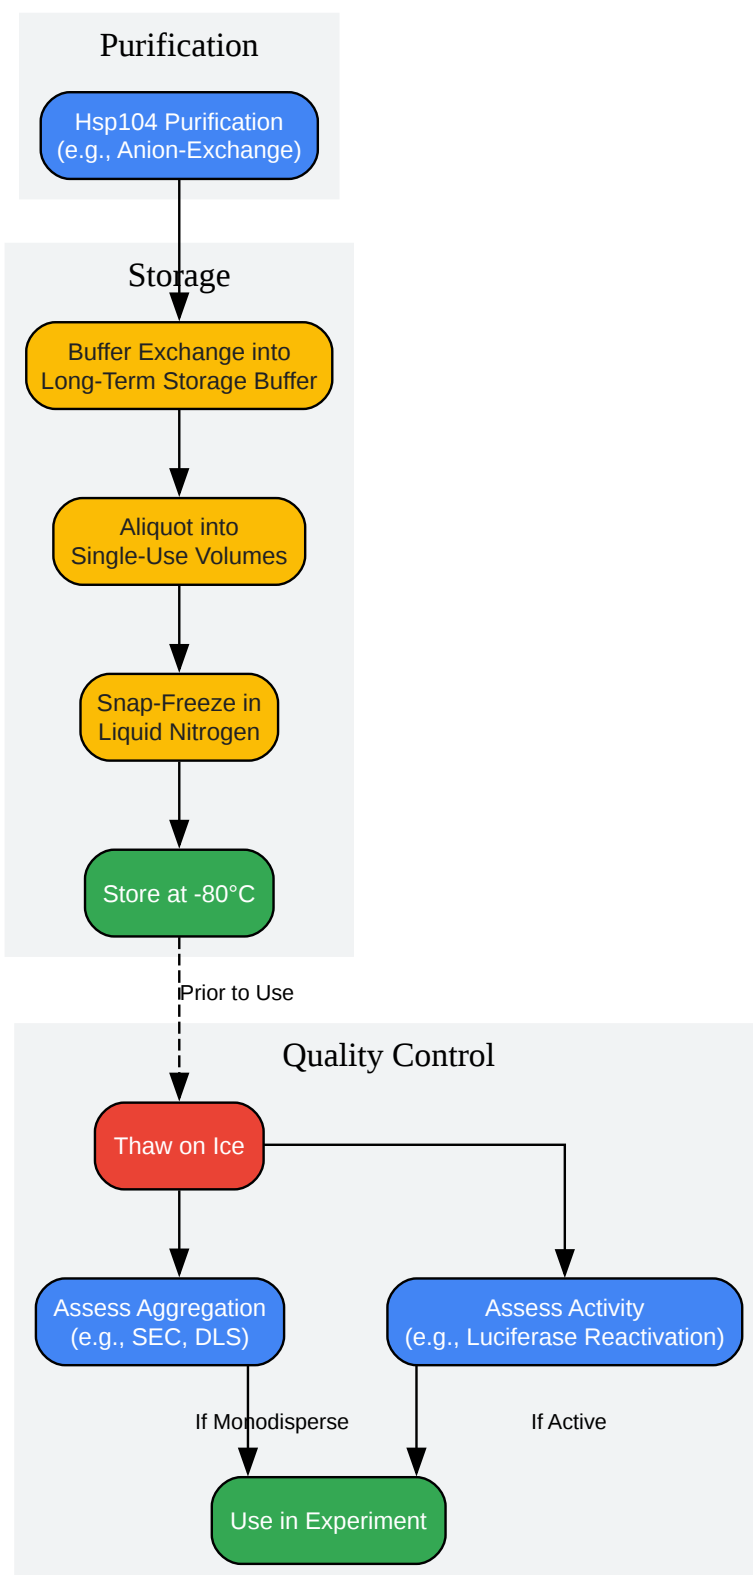 Purification
Hsp104 Purification
(e.g., Anion-Exchange)
Storage
Buffer Exchange into
Long-Term Storage Buffer
Aliquot into
Single-Use Volumes
Snap-Freeze in
Liquid Nitrogen
Store at -80°C
Prior to Use
Quality Control
Thaw on Ice
Assess Aggregation
(e.g., SEC, DLS)
Assess Activity
(e.g., Luciferase Reactivation)
If Monodisperse
If Active
Use in Experiment